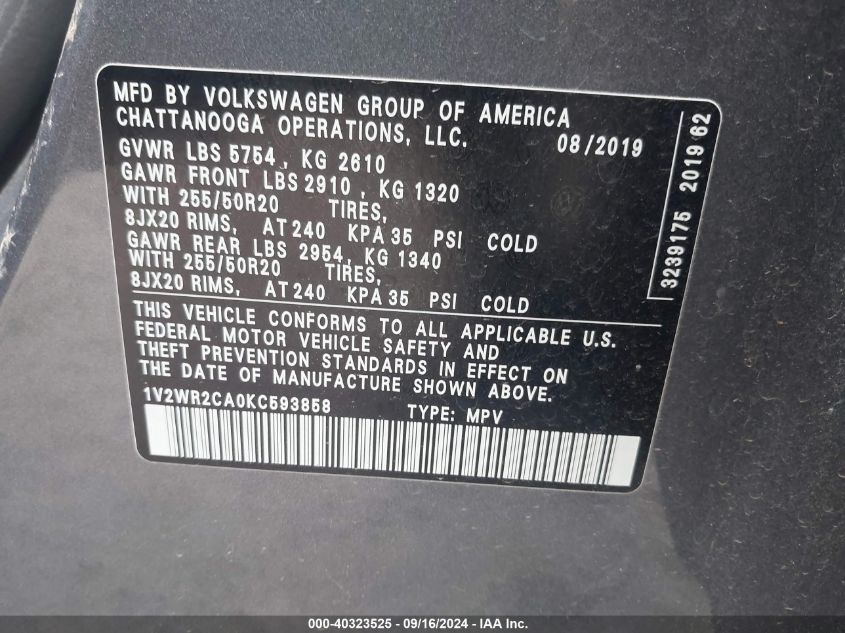 MFD BY VOLKSWAGEN GROUP OF AMERICA
CHATTANOOGA OPERATIONS, LLC.
08/2019
GVWR LBS 5754, KG 2610
GAWR FRONT LBS 2910, KG 1320
WITH 255/50R20 TIRES,
8JX20 RIMS, AT 240 KPA 35 PSI COLD
GAWR REAR LBS 2954, KG 1340
WITH 255/50R20 TIRES,
8JX20 RIMS, AT 240 KPA 35 PSI COLD
THIS VEHICLE CONFORMS TO ALL APPLICABLE U.S.
FEDERAL MOTOR VEHICLE SAFETY AND
THEFT PREVENTION STANDARDS IN EFFECT ON
THE DATE OF MANUFACTURE SHOWN ABOVE.
1V2WR2CA0KC593858 TYPE: MPV
3239175 2019 62
000-40323525 - 09/16/2024 - IAA Inc.